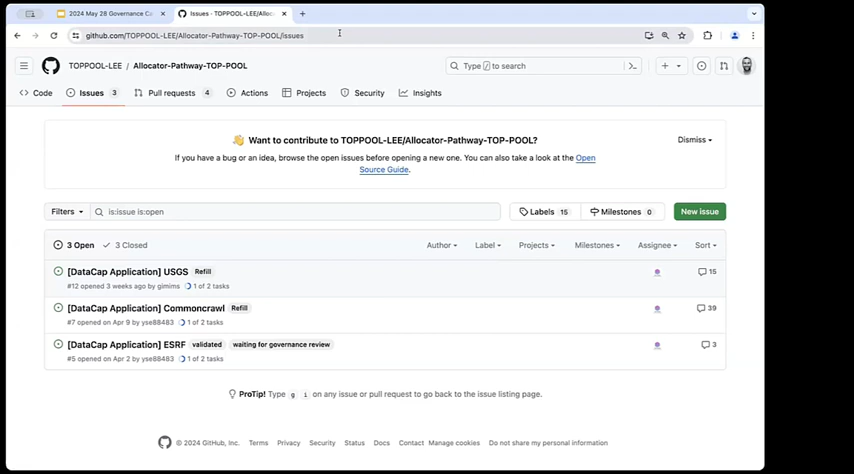 2024 May 28 Governance Ca
Issues · TOPPOOL-LEE/Alloc
github.com/TOPPOOL-LEE/Allocator-Pathway-TOP-POOL/issues
TOPPOOL-LEE / Allocator-Pathway-TOP-POOL
Type / to search
Code Issues 3 Pull requests 4 Actions Projects Security Insights
Want to contribute to TOPPOOL-LEE/Allocator-Pathway-TOP-POOL?
Dismiss
If you have a bug or an idea, browse the open issues before opening a new one. You can also take a look at the Open
Source Guide.
Filters is:issue is:open Labels 15 Milestones 0 New issue
3 Open 3 Closed Author Label Projects Milestones Assignee Sort
[DataCap Application] USGS Refill 15
#12 opened 3 weeks ago by gimims 1 of 2 tasks
[DataCap Application] Commoncrawl Refill 39
#7 opened on Apr 9 by yse88483 1 of 2 tasks
[DataCap Application] ESRF validated waiting for governance review 3
#5 opened on Apr 2 by yse88483 1 of 2 tasks
ProTip! Type g i on any issue or pull request to go back to the issue listing page.
© 2024 GitHub, Inc. Terms Privacy Security Status Docs Contact Manage cookies Do not share my personal information